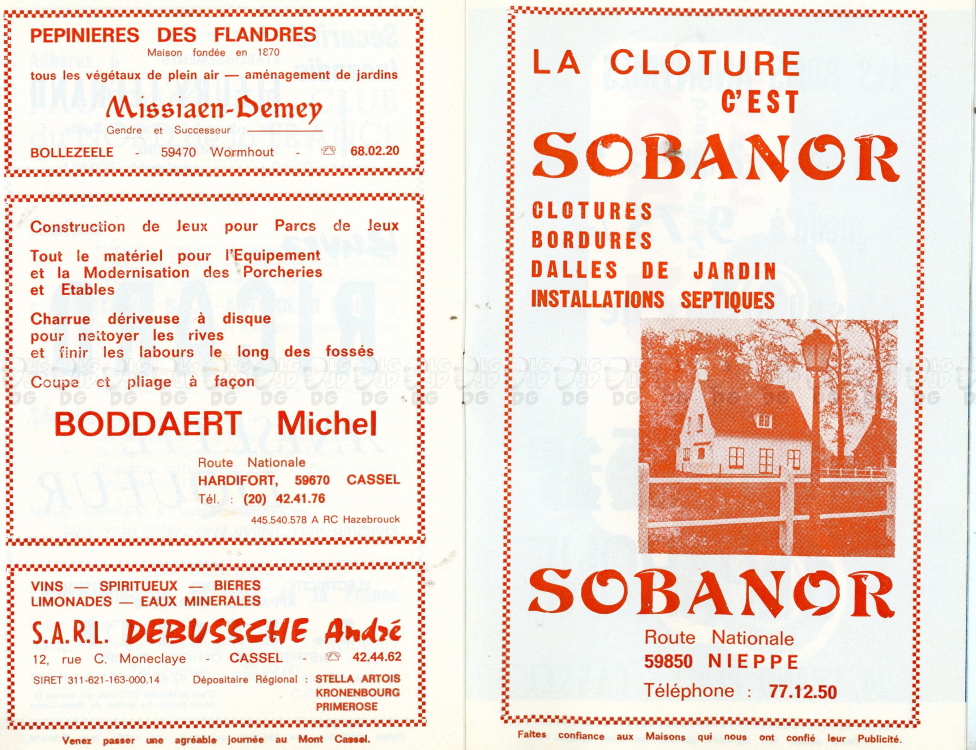 PEPINIERES DES FLANDRES
Maison fondée en 1870
tous les végétaux de plein air — aménagement de jardins
Missiaen-Demey
Gendre et Successeur
BOLLEZEELE - 59470 Wormhout - ☏ 68.02.20
Construction de Jeux pour Parcs de Jeux
Tout le matériel pour l'Equipement
et la Modernisation des Porcheries
et Etables
Charrue dériveuse à disque
pour nettoyer les rives
et finir les labours le long des fossés
Coupe et pliage à façon
BODDAERT Michel
Route Nationale
HARDIFORT, 59670 CASSEL
Tél. : (20) 42.41.76
445.540.578 A RC Hazebrouck
VINS — SPIRITUEUX — BIERES
LIMONADES — EAUX MINERALES
S.A.R.L. DEBUSSCHE André
12, rue C. Moneclaye - CASSEL - ☏ 42.44.62
SIRET 311-621-163-000.14 Dépositaire Régional : STELLA ARTOIS
KRONENBOURG
PRIMEROSE
Venez passer une agréable journée au Mont Cassel.
LA CLOTURE
C'EST
SOBANOR
CLOTURES
BORDURES
DALLES DE JARDIN
INSTALLATIONS SEPTIQUES
SOBANOR
Route Nationale
59850 NIEPPE
Téléphone : 77.12.50
Faites confiance aux Maisons qui nous ont confié leur Publicité.